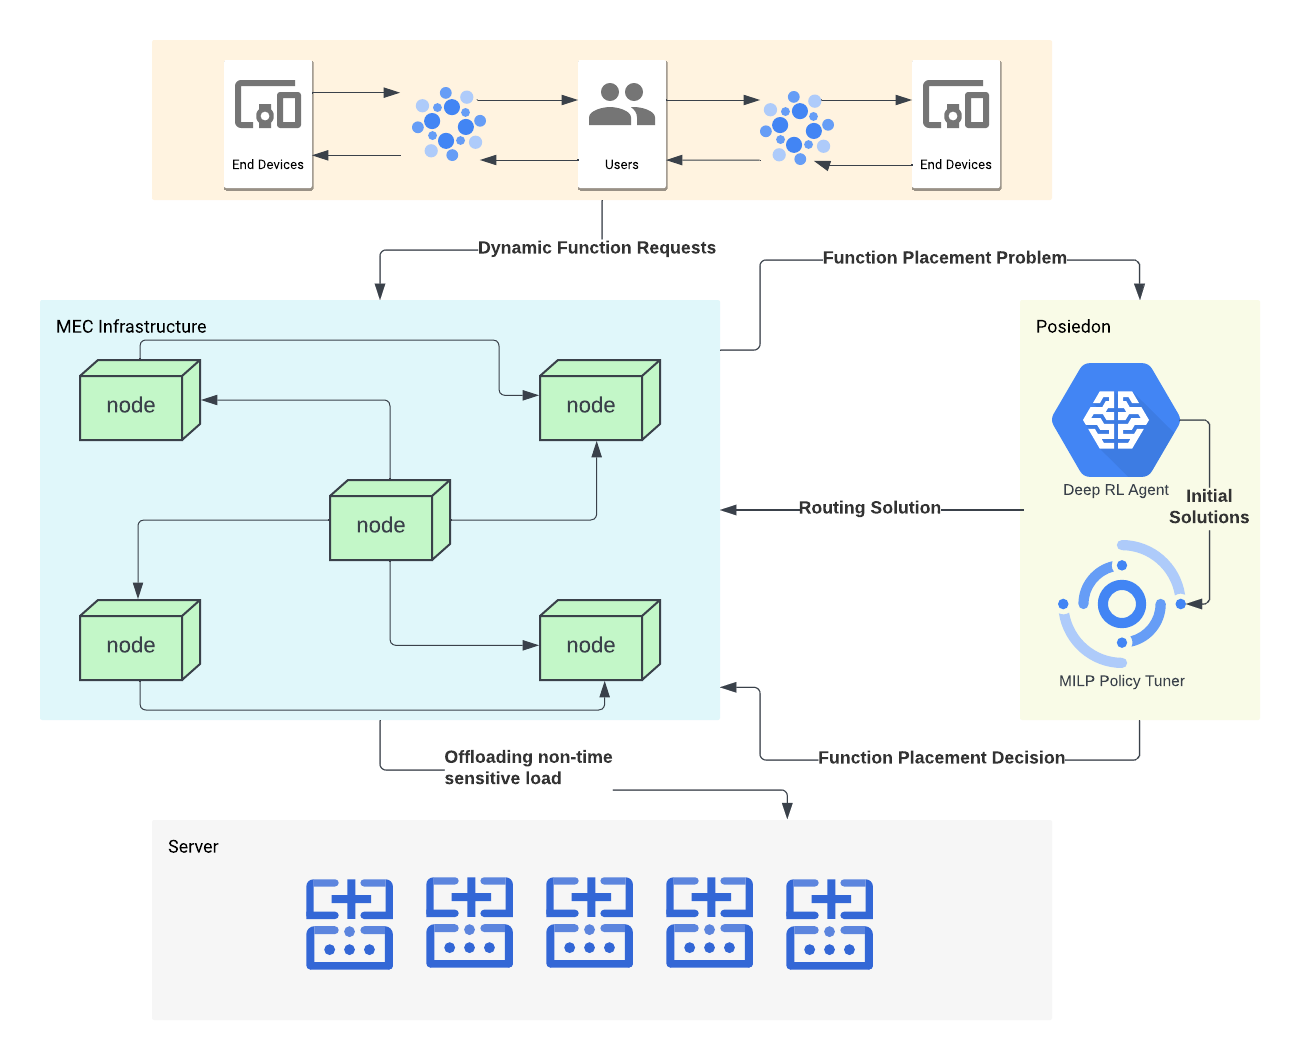 End Devices
Users
End Devices
Dynamic Function Requests
Function Placement Problem
MEC Infrastructure
node
node
node
node
node
Posiedon
Deep RL Agent
Initial
Solutions
MILP Policy Tuner
Routing Solution
Function Placement Decision
Offloading non-time
sensitive load
Server